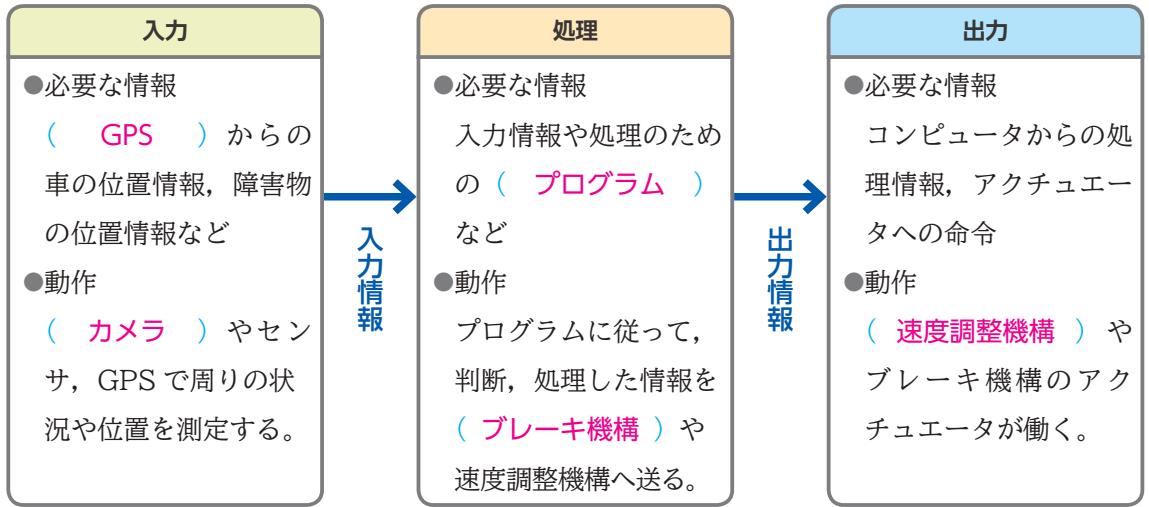 入力
●必要な情報
（　GPS　）からの
車の位置情報，障害物
の位置情報など
●動作
（　カメラ　）やセン
サ，GPSで周りの状
況や位置を測定する。
入力情報
処理
●必要な情報
入力情報や処理のため
の（　プログラム　）
など
●動作
プログラムに従って，
判断，処理した情報を
（　ブレーキ機構　）や
速度調整機構へ送る。
出力情報
出力
●必要な情報
コンピュータからの処
理情報，アクチュエー
タへの命令
●動作
（　速度調整機構　）や
ブレーキ機構のアク
チュエータが働く。